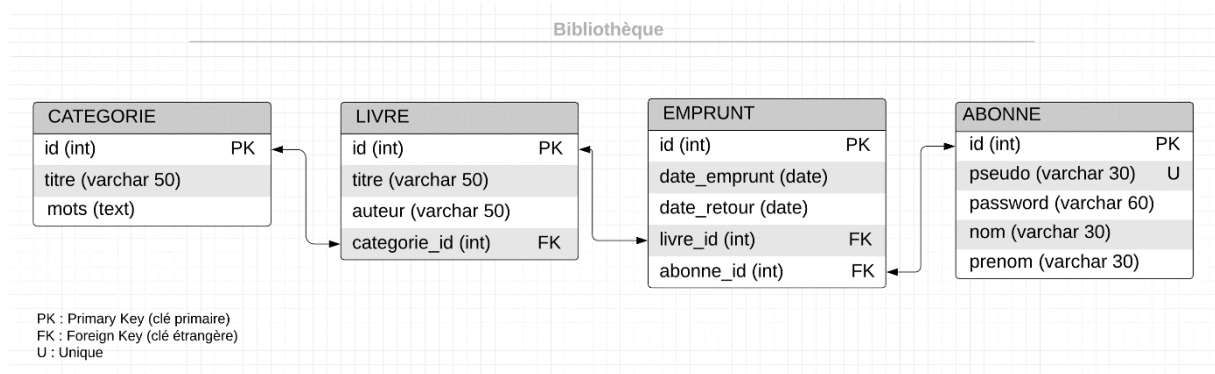 Bibliothèque
CATEGORIE
id (int) PK
titre (varchar 50)
mots (text)
LIVRE
id (int) PK
titre (varchar 50)
auteur (varchar 50)
categorie_id (int) FK
EMPRUNT
id (int) PK
date_emprunt (date)
date_retour (date)
livre_id (int) FK
abonne_id (int) FK
ABONNE
id (int) PK
pseudo (varchar 30) U
password (varchar 60)
nom (varchar 30)
prenom (varchar 30)
PK : Primary Key (clé primaire)
FK : Foreign Key (clé étrangère)
U : Unique